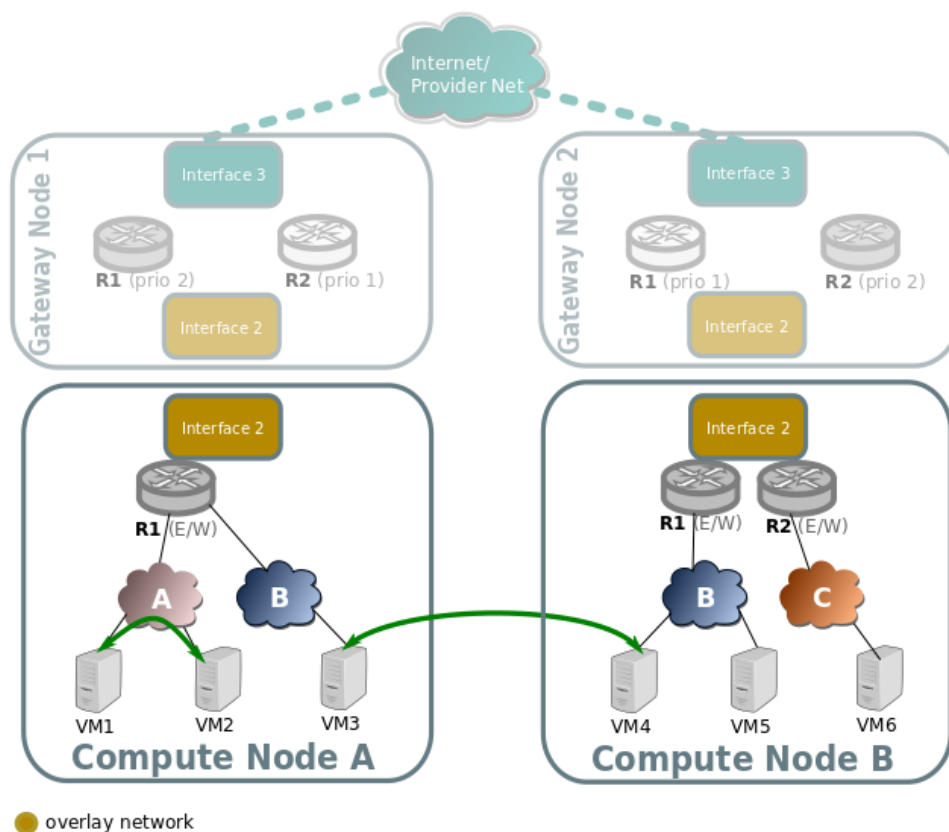 Internet/
Provider Net
Gateway Node 1
Interface 3
R1 (prio 2)
R2 (prio 1)
Interface 2
Gateway Node 2
Interface 3
R1 (prio 1)
R2 (prio 2)
Interface 2
Interface 2
R1 (E/W)
A
B
VM1
VM2
VM3
Compute Node A
Interface 2
R1 (E/W)
R2 (E/W)
B
C
VM4
VM5
VM6
Compute Node B
overlay network